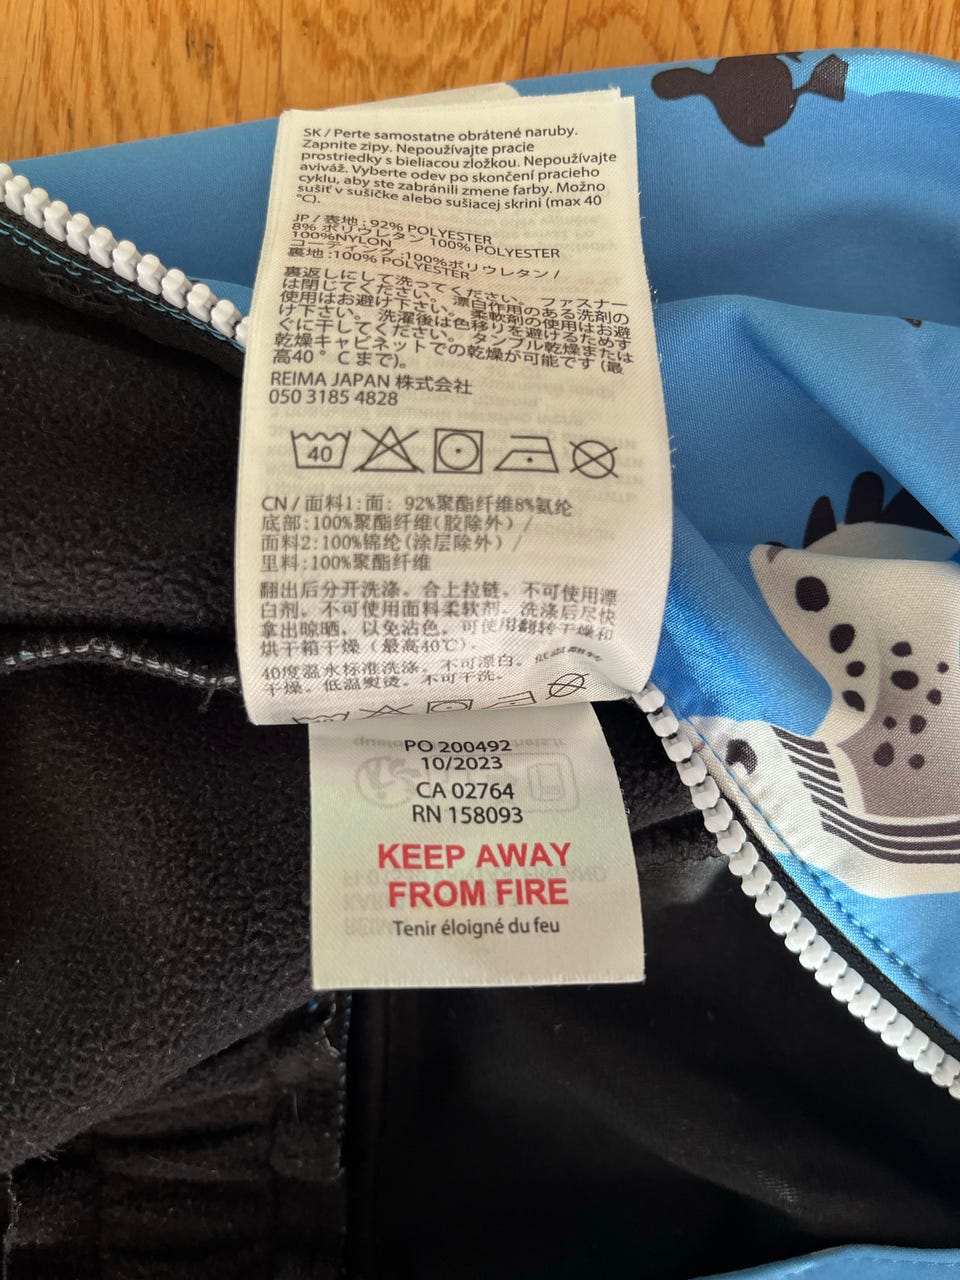 SK / Perte samostatne obrátené naruby.
Zapnite zipy. Nepoužívajte pracie
prostriedky s bieliacou zložkou. Nepoužívajte
aviváž. Vyberte odev po skončení pracieho
cyklu, aby ste zabránili zmene farby. Možno
sušiť v sušičke alebo sušiacej skrini (max 40
°C).
JP / 表地 : 92% POLYESTER
8% ポリウレタン 100% POLYESTER
100%NYLON
コーティング :100%ポリウレタン /
裏地 :100% POLYESTER
裏返しにして洗ってください。ファスナー
は閉じてください。漂白作用のある洗剤の
使用はお避け下さい。柔軟剤の使用はお避
け下さい。洗濯後は色移りを避けるためす
ぐに干してください。タンブル乾燥または
乾燥キャビネットでの乾燥が可能です (最
高40 ° C まで)。
REIMA JAPAN 株式会社
050 3185 4828
40
CN / 面料1:面: 92%聚酯纤维8%氨纶
底部:100%聚酯纤维(胶除外) /
面料2:100%锦纶(涂层除外) /
里料:100%聚酯纤维
翻出后分开洗涤。合上拉链。不可使用漂
白剂。不可使用面料柔软剂。洗涤后尽快
拿出晾晒，以免沾色。可使用翻转干燥和
烘干箱干燥（最高40℃）。
40度温水标准洗涤。不可漂白。低温翻转
干燥。低温熨烫。不可干洗。
40
PO 200492
10/2023
CA 02764
RN 158093
KEEP AWAY
FROM FIRE
Tenir éloigné du feu